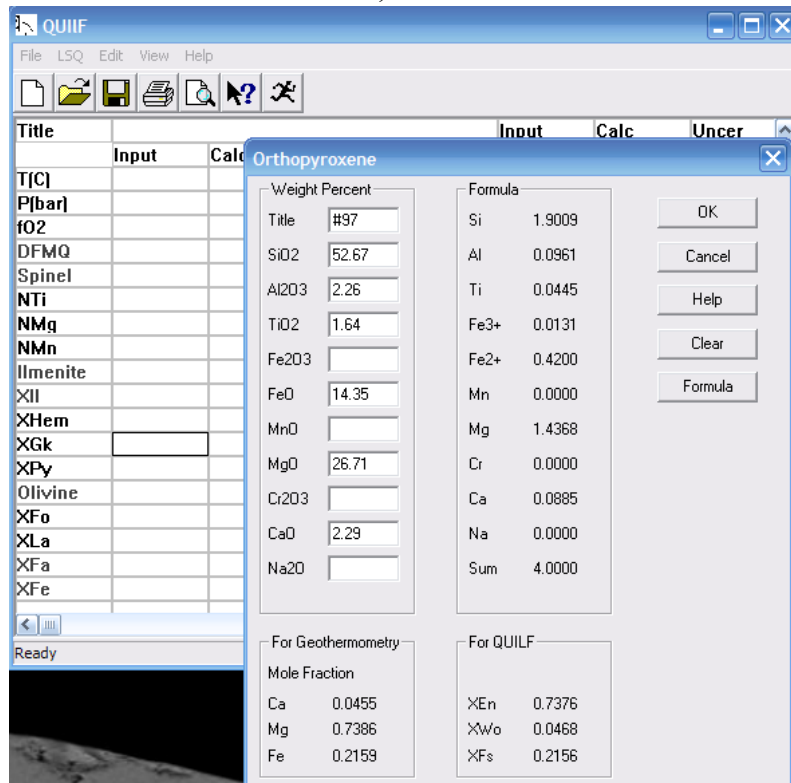 QUIIF
File LSQ Edit View Help
Title Input Calc Uncer
Input Calc
T(C)
P(bar)
fO2
DFMQ
Spinel
NTi
NMg
NMn
Ilmenite
XIl
XHem
XGk
XPy
Olivine
XFo
XLa
XFa
XFe
Ready
Orthopyroxene
Weight Percent
Title #97
SiO2 52.67
Al2O3 2.26
TiO2 1.64
Fe2O3
FeO 14.35
MnO
MgO 26.71
Cr2O3
CaO 2.29
Na2O
Formula
Si 1.9009
Al 0.0961
Ti 0.0445
Fe3+ 0.0131
Fe2+ 0.4200
Mn 0.0000
Mg 1.4368
Cr 0.0000
Ca 0.0885
Na 0.0000
Sum 4.0000
OK
Cancel
Help
Clear
Formula
For Geothermometry
Mole Fraction
Ca 0.0455
Mg 0.7386
Fe 0.2159
For QUILF
XEn 0.7376
XWo 0.0468
XFs 0.2156